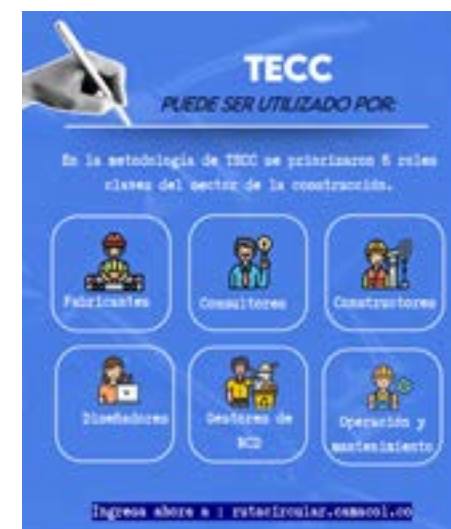 TECC
PUEDE SER UTILIZADO POR:
En la metodología de TECC se priorizaron 6 roles
claves del sector de la construcción.
Fabricantes
Consultores
Constructores
Diseñadores
Gestores de
RCD
Operación y
mantenimiento
Ingresa ahora a : rutacircular.camacol.co